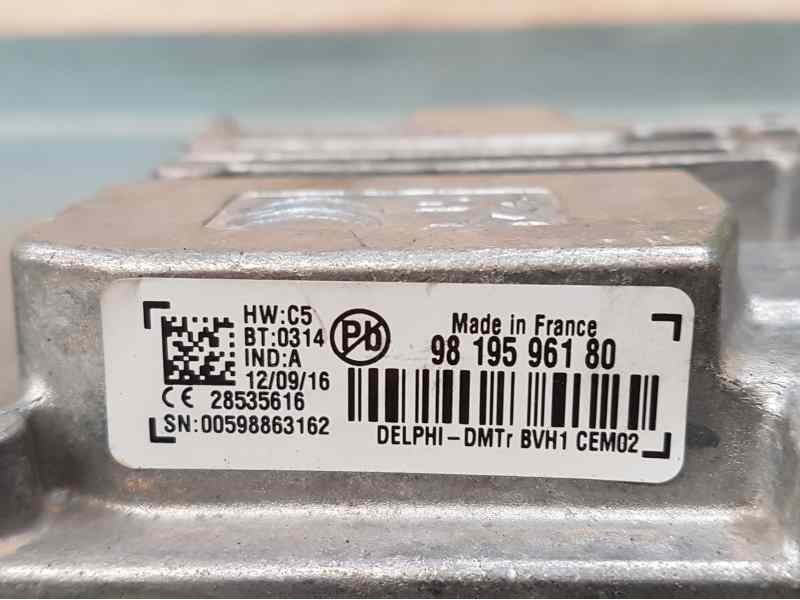 HW:C5
BT:0314
IND:A
12/09/16
CE 28535616
SN:00598863162
Pb
Made in France
98 195 961 80
DELPHI-DMTr BVH1 CEM02